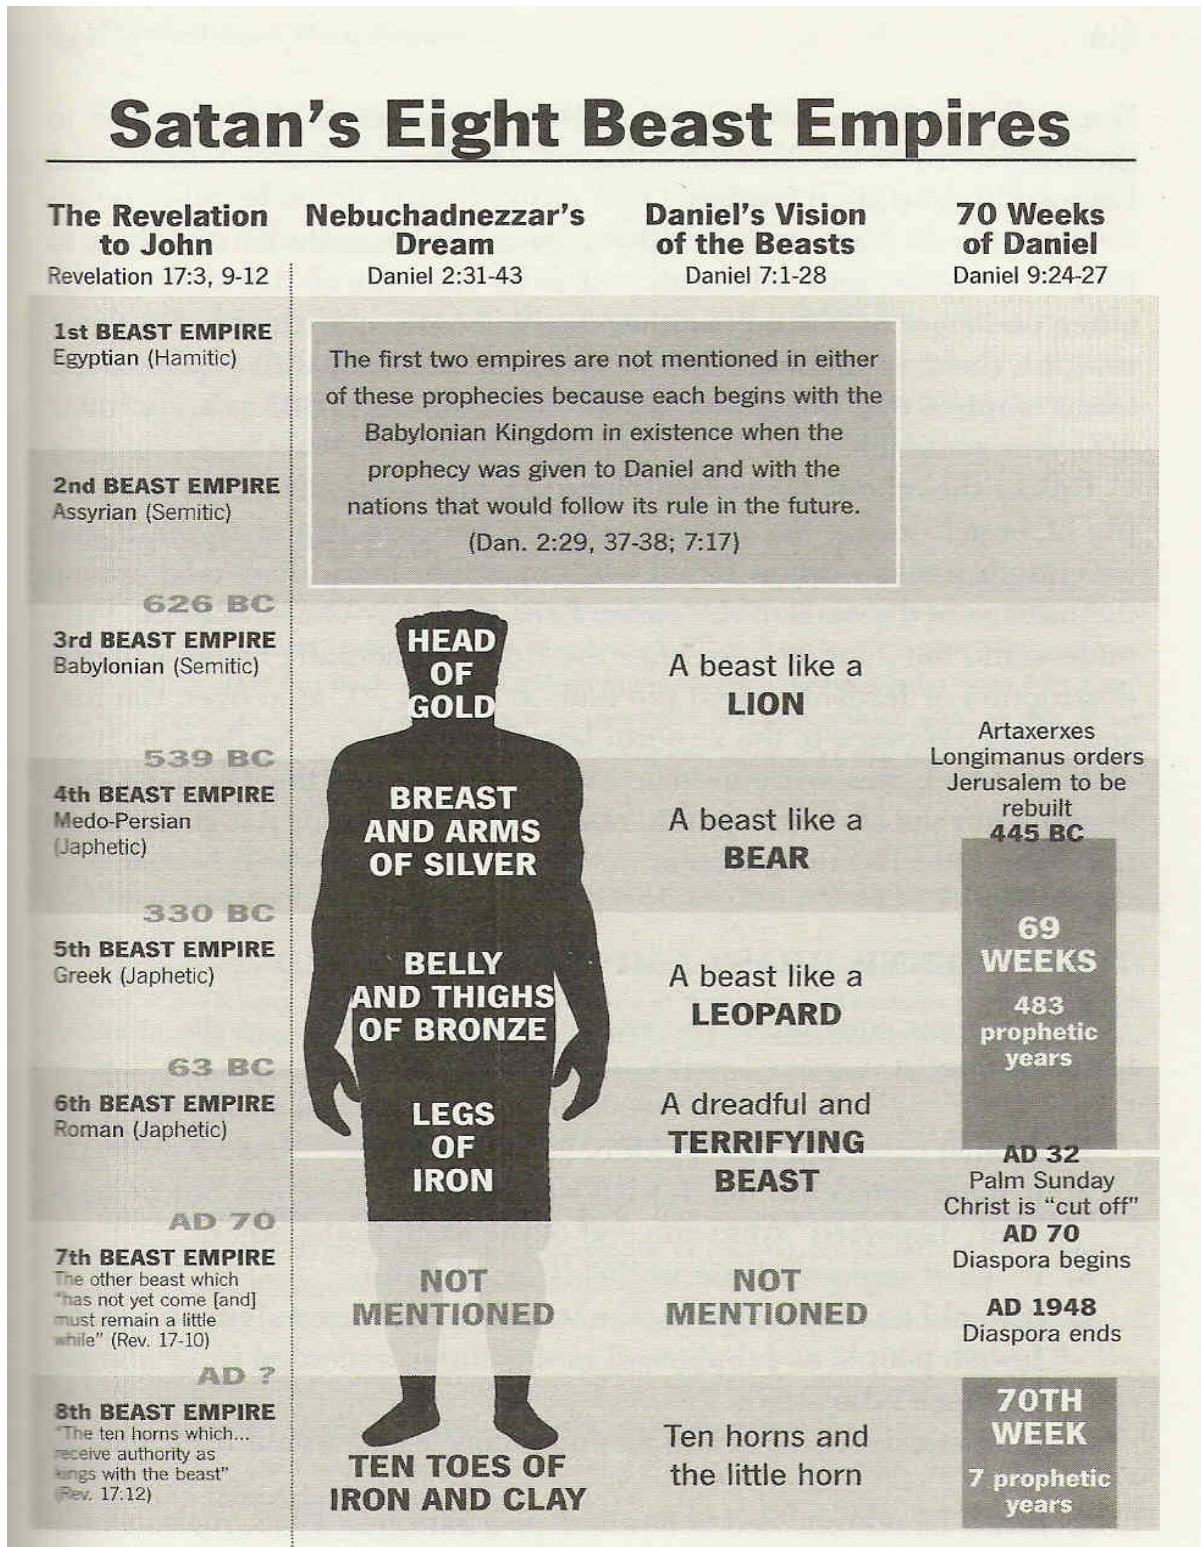 Satan's Eight Beast Empires
The Revelation
to John
Revelation 17:3, 9-12
Nebuchadnezzar's
Dream
Daniel 2:31-43
Daniel's Vision
of the Beasts
Daniel 7:1-28
70 Weeks
of Daniel
Daniel 9:24-27
1st BEAST EMPIRE
Egyptian (Hamitic)
2nd BEAST EMPIRE
Assyrian (Semitic)
The first two empires are not mentioned in either
of these prophecies because each begins with the
Babylonian Kingdom in existence when the
prophecy was given to Daniel and with the
nations that would follow its rule in the future.
(Dan. 2:29, 37-38; 7:17)
626 BC
3rd BEAST EMPIRE
Babylonian (Semitic)
HEAD
OF
GOLD
A beast like a
LION
539 BC
4th BEAST EMPIRE
Medo-Persian
(Japhetic)
BREAST
AND ARMS
OF SILVER
A beast like a
BEAR
Artaxerxes
Longimanus orders
Jerusalem to be
rebuilt
445 BC
330 BC
5th BEAST EMPIRE
Greek (Japhetic)
BELLY
AND THIGHS
OF BRONZE
A beast like a
LEOPARD
69
WEEKS
483
prophetic
years
63 BC
6th BEAST EMPIRE
Roman (Japhetic)
LEGS
OF
IRON
A dreadful and
TERRIFYING
BEAST
AD 32
Palm Sunday
Christ is "cut off"
AD 70
Diaspora begins
AD 70
7th BEAST EMPIRE
The other beast which
"has not yet come [and]
must remain a little
while" (Rev. 17-10)
NOT
MENTIONED
NOT
MENTIONED
AD 1948
Diaspora ends
AD ?
8th BEAST EMPIRE
"The ten horns which...
receive authority as
kings with the beast"
(Rev. 17:12)
TEN TOES OF
IRON AND CLAY
Ten horns and
the little horn
70TH
WEEK
7 prophetic
years